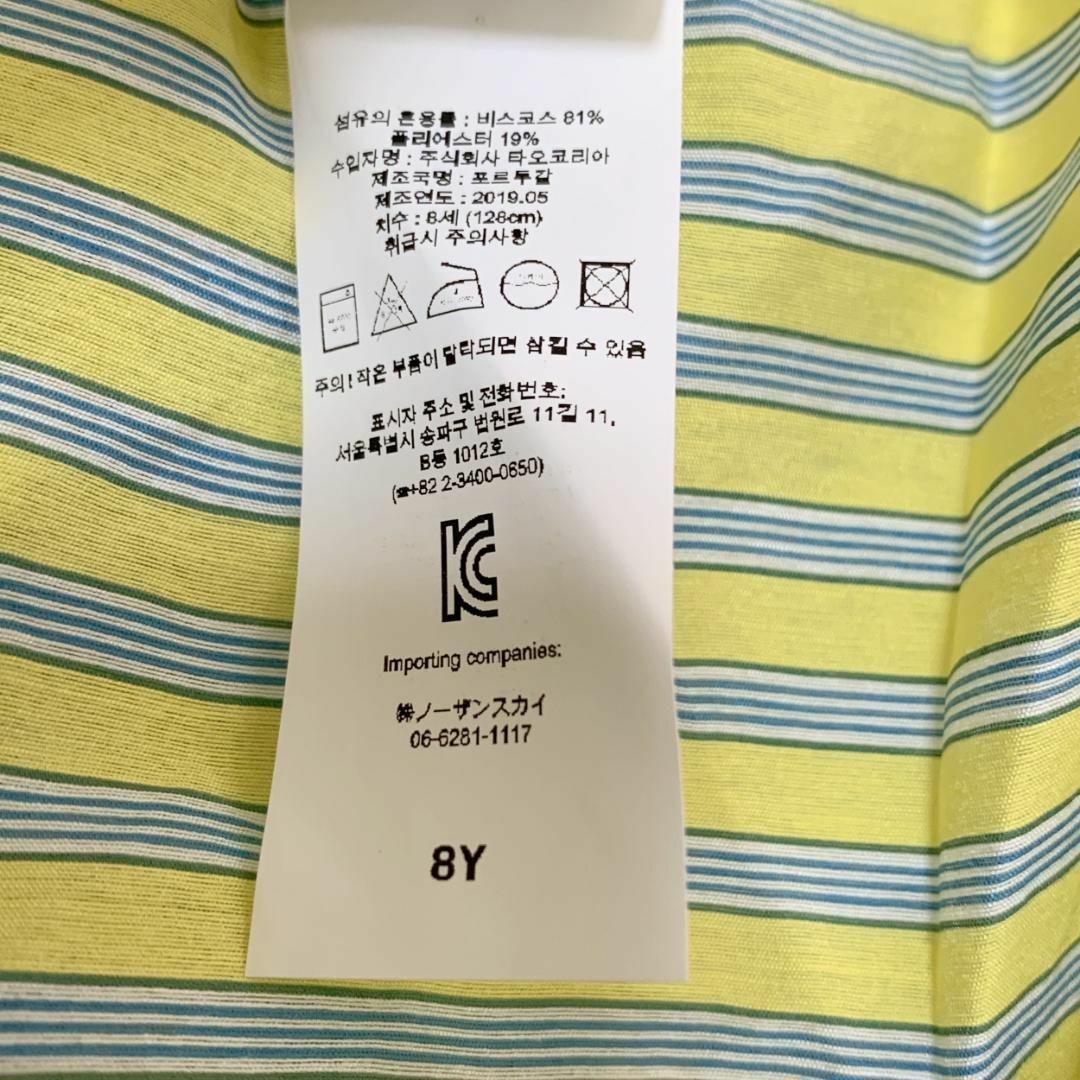 섬유의 혼용률 : 비스코스 81%
폴리에스터 19%
수입자명 : 주식회사 타오코리아
제조국명 : 포르투갈
제조연도 : 2019.05
치수 : 8세 (128cm)
취급시 주의사항
주의! 작은 부품이 탈락되면 삼킬 수 있음
표시자 주소 및 전화번호:
서울특별시 송파구 법원로 11길 11,
B동 1012호
(☎+82 2-3400-0650)
KC
Importing companies:
㈱ノーザンスカイ
06-6281-1117
8Y